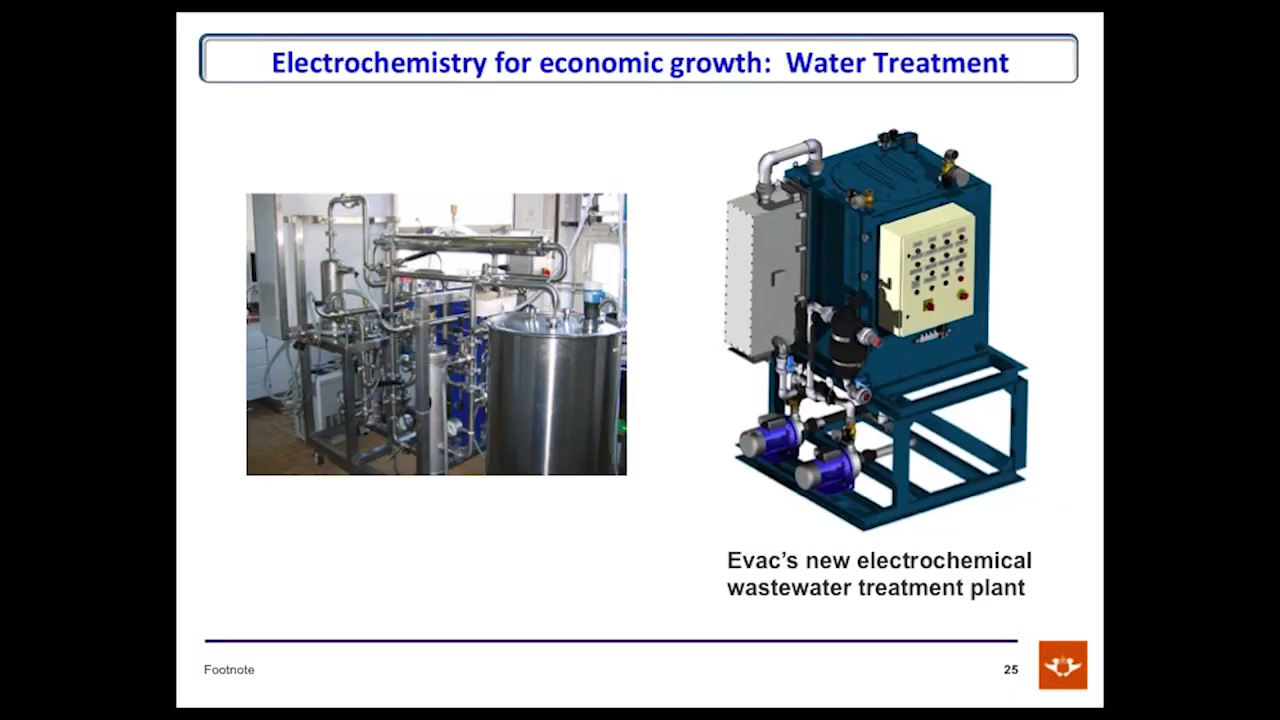 Electrochemistry for economic growth: Water Treatment
Evac's new electrochemical
wastewater treatment plant
Footnote
25